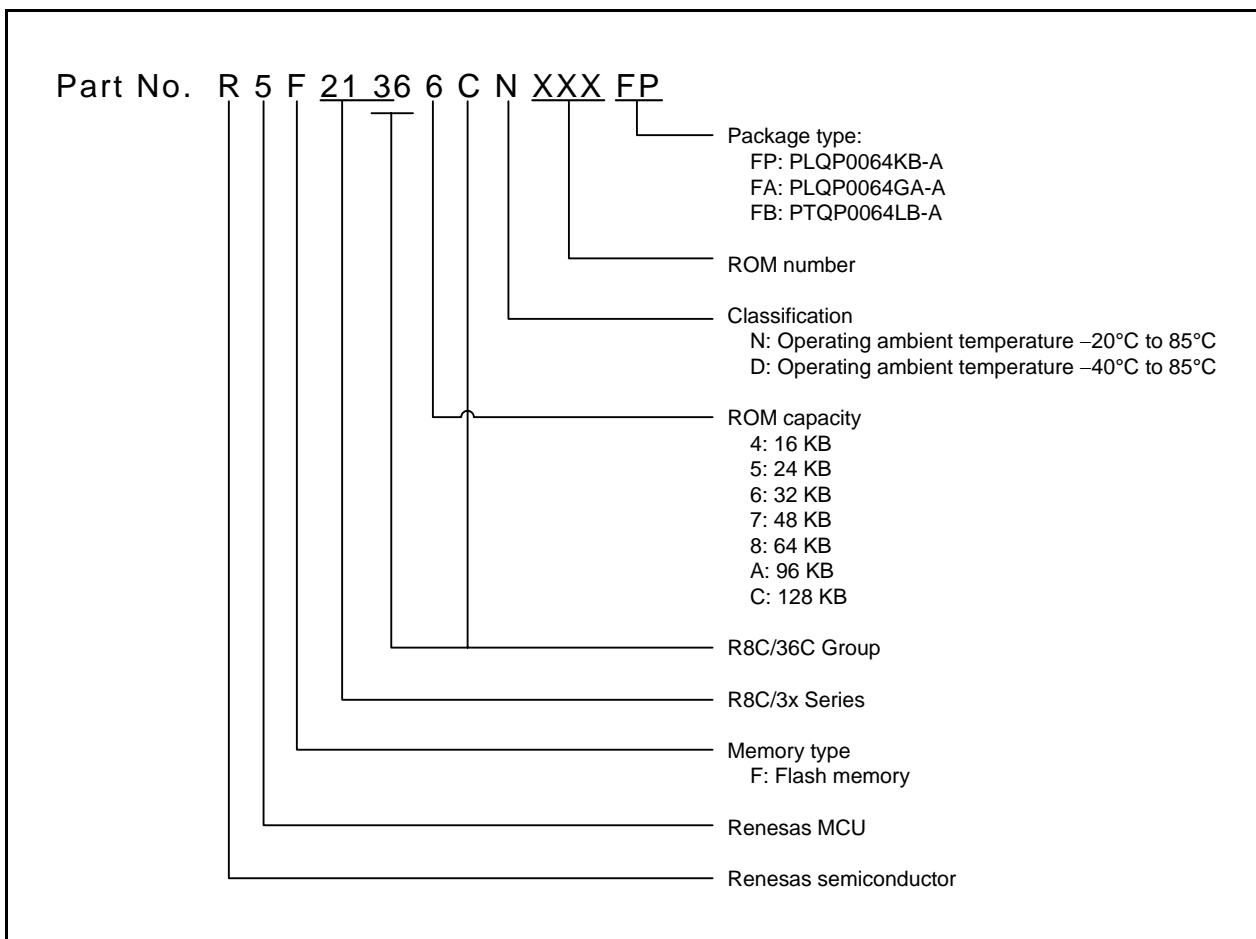 Part No. R 5 F 21 36 6 C N XXX FP
Package type:
FP: PLQP0064KB-A
FA: PLQP0064GA-A
FB: PTQP0064LB-A
ROM number
Classification
N: Operating ambient temperature −20°C to 85°C
D: Operating ambient temperature −40°C to 85°C
ROM capacity
4: 16 KB
5: 24 KB
6: 32 KB
7: 48 KB
8: 64 KB
A: 96 KB
C: 128 KB
R8C/36C Group
R8C/3x Series
Memory type
F: Flash memory
Renesas MCU
Renesas semiconductor